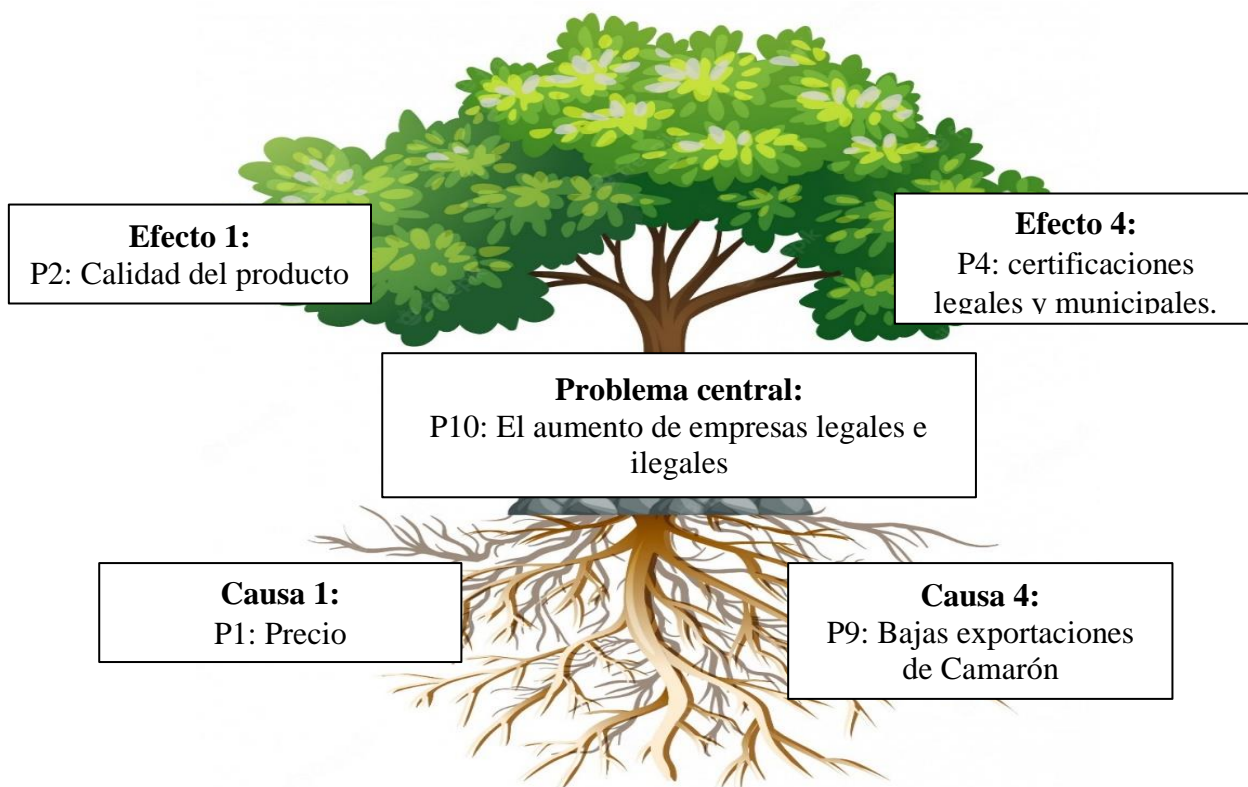 Efecto 1:
P2: Calidad del producto
Efecto 4:
P4: certificaciones
legales y municipales.
Problema central:
P10: El aumento de empresas legales e
ilegales
Causa 1:
P1: Precio
Causa 4:
P9: Bajas exportaciones
de Camarón